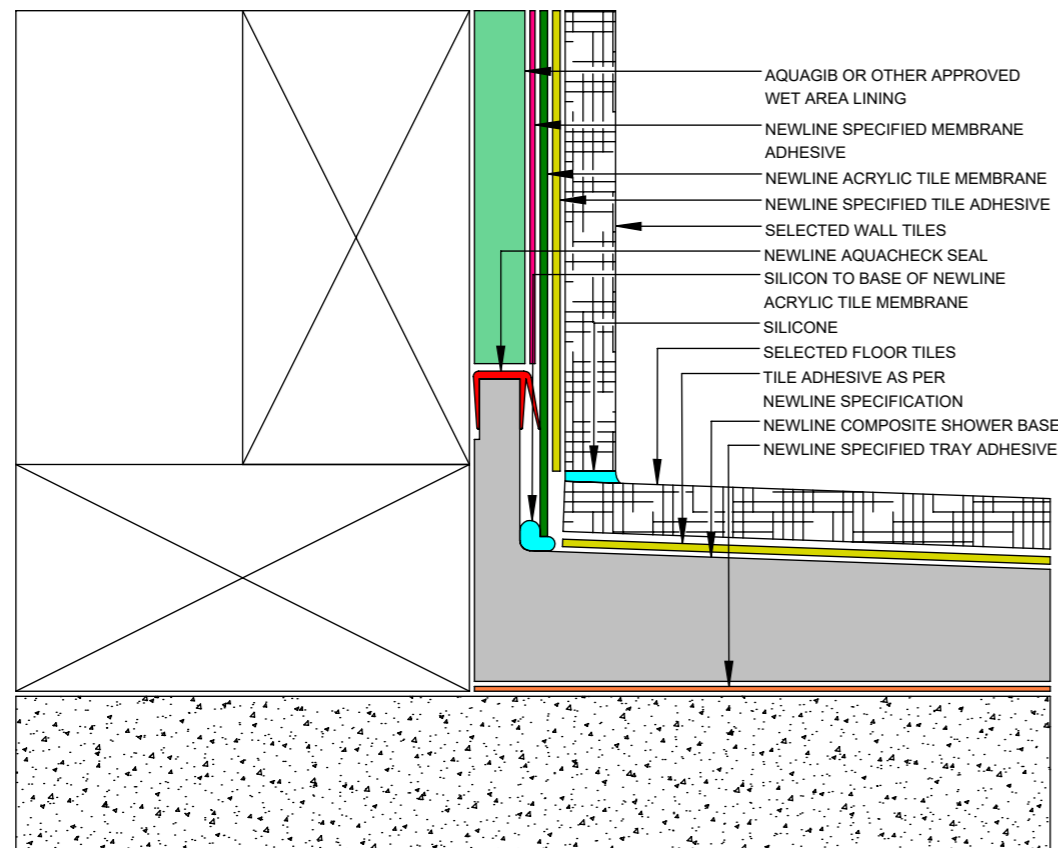 AQUAGIB OR OTHER APPROVED
WET AREA LINING
NEWLINE SPECIFIED MEMBRANE
ADHESIVE
NEWLINE ACRYLIC TILE MEMBRANE
NEWLINE SPECIFIED TILE ADHESIVE
SELECTED WALL TILES
NEWLINE AQUACHECK SEAL
SILICON TO BASE OF NEWLINE
ACRYLIC TILE MEMBRANE
SILICONE
SELECTED FLOOR TILES
TILE ADHESIVE AS PER
NEWLINE SPECIFICATION
NEWLINE COMPOSITE SHOWER BASE
NEWLINE SPECIFIED TRAY ADHESIVE